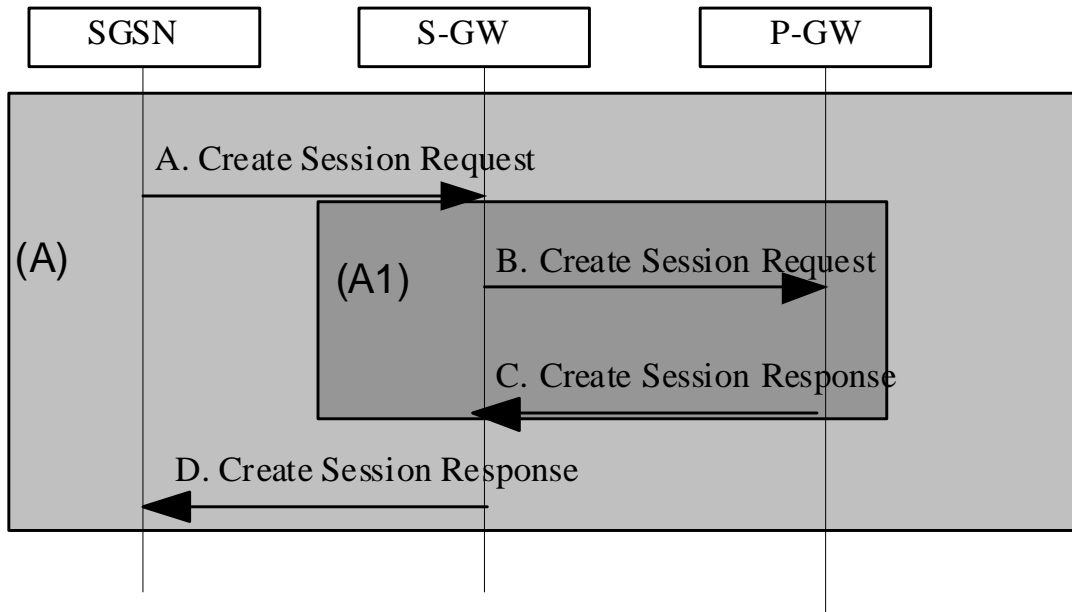 SGSN
S-GW
P-GW
A. Create Session Request
(A)
(A1)
B. Create Session Request
C. Create Session Response
D. Create Session Response